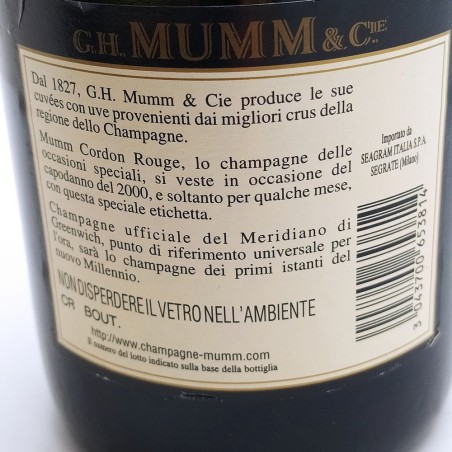 G.H. MUMM & Cie
Dal 1827, G.H. Mumm & Cie produce le sue
cuvées con uve provenienti dai migliori crus della
regione dello Champagne.
Mumm Cordon Rouge, lo champagne delle
occasioni speciali, si veste in occasione del
capodanno del 2000, e soltanto per qualche mese,
con questa speciale etichetta.
Champagne ufficiale del Meridiano di
Greenwich, punto di riferimento universale per
l'ora, sarà lo champagne dei primi istanti del
nuovo Millennio.
NON DISPERDERE IL VETRO NELL'AMBIENTE
CR BOUT.
http://www.champagne-mumm.com
Il numero del lotto indicato sulla base della bottiglia
Importato da
SEAGRAM ITALIA S.P.A.
SEGRATE (Milano)
3 043700 653814